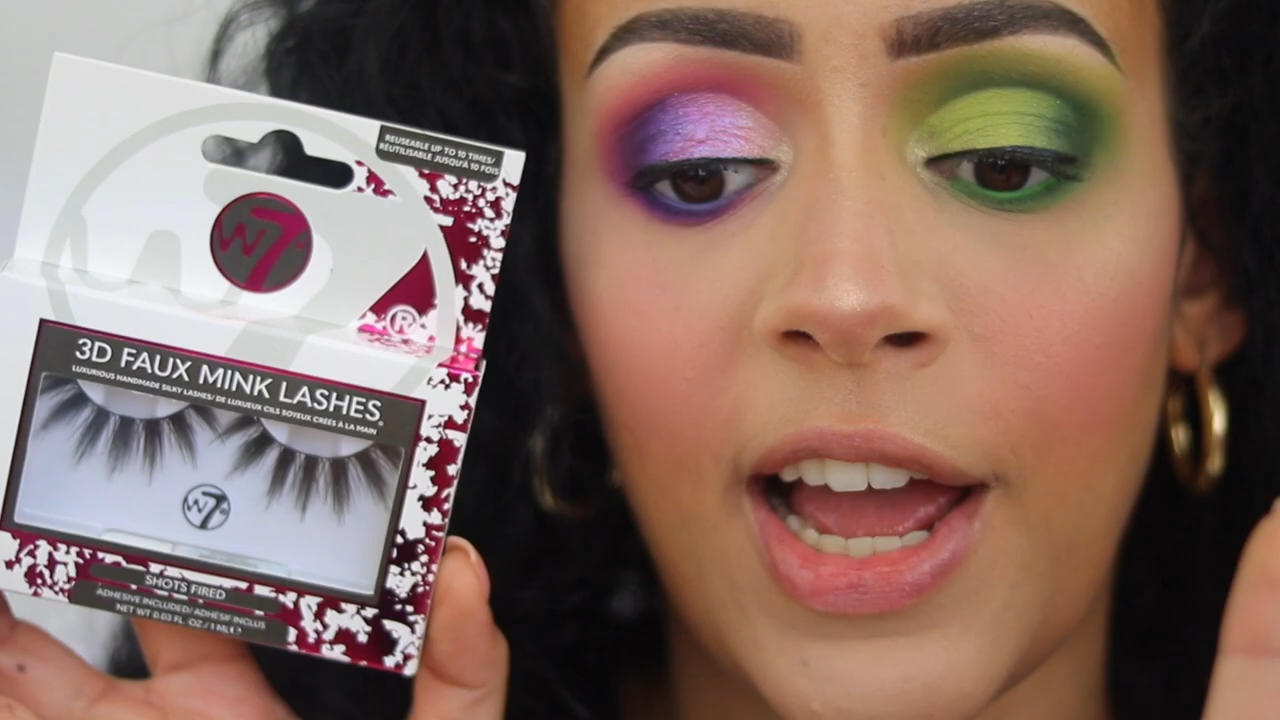 REUSEABLE UP TO 10 TIMES/
RÉUTILISABLE JUSQU'À 10 FOIS
W7
®
3D FAUX MINK LASHES
LUXURIOUS HANDMADE SILKY LASHES/ DE LUXUEUX CILS SOYEUX CRÉÉS À LA MAIN
W7
SHOTS FIRED
ADHESIVE INCLUDED/ ADHÉSIF INCLUS
NET WT 0.03 FL OZ / 1 ML e